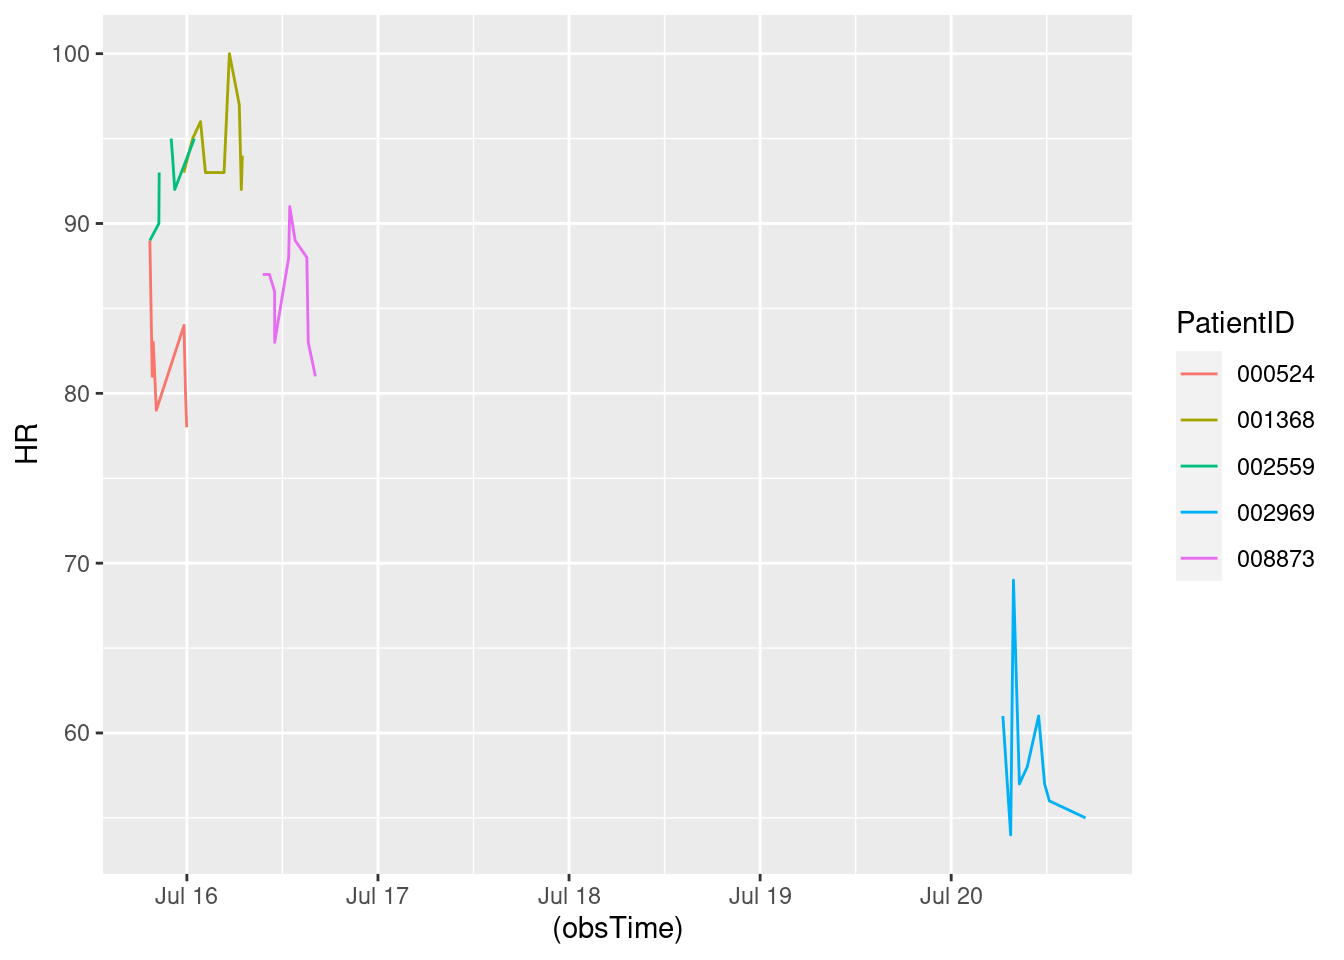 100
90
80
70
60
HR
Jul 16
Jul 17
Jul 18
Jul 19
Jul 20
(obsTime)
PatientID
000524
001368
002559
002969
008873